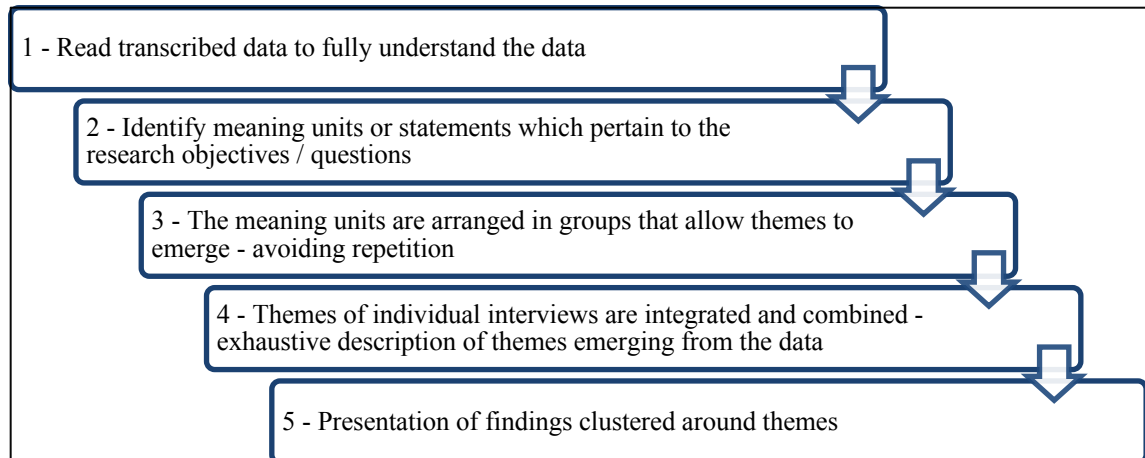 1 - Read transcribed data to fully understand the data
2 - Identify meaning units or statements which pertain to the
research objectives / questions
3 - The meaning units are arranged in groups that allow themes to
emerge - avoiding repetition
4 - Themes of individual interviews are integrated and combined -
exhaustive description of themes emerging from the data
5 - Presentation of findings clustered around themes